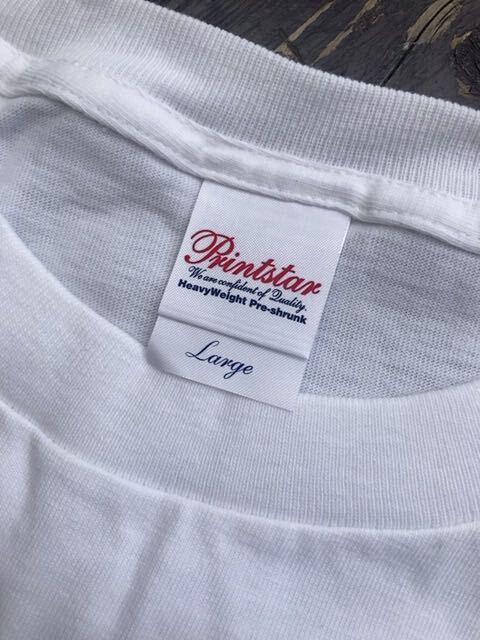 Printstar
We are confident of Quality.
HeavyWeight Pre-shrunk
Large